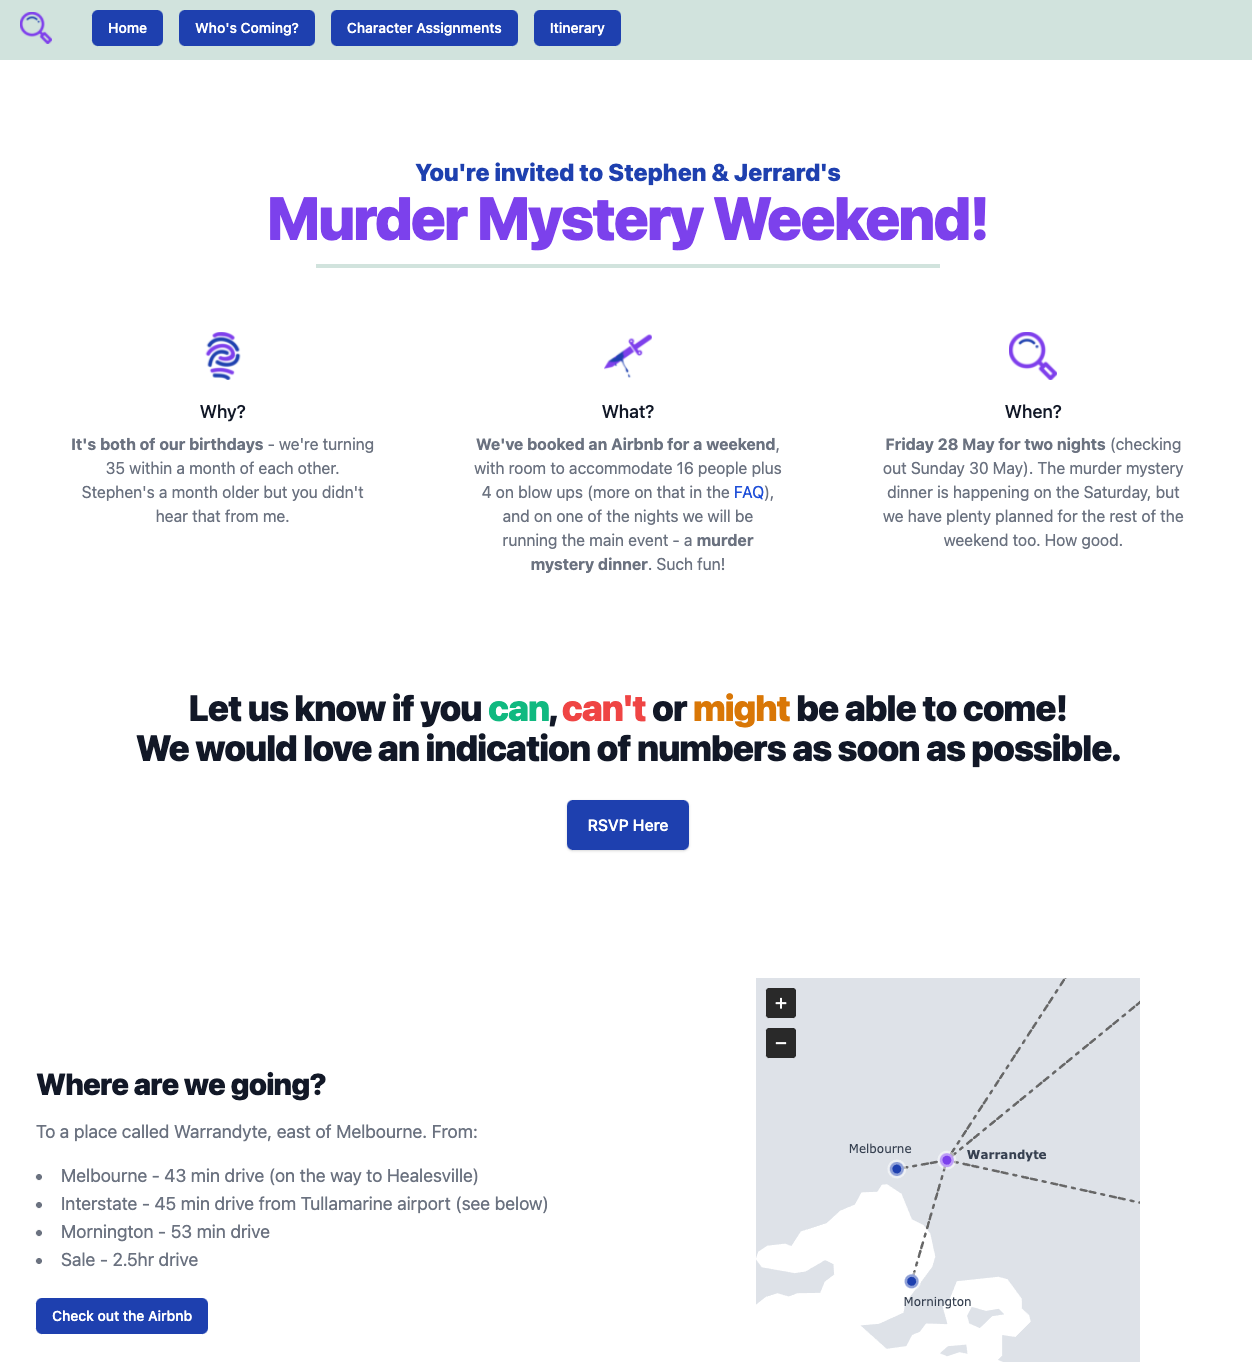 Home
Who's Coming?
Character Assignments
Itinerary
You're invited to Stephen & Jerrard's
Murder Mystery Weekend!
Why?
It's both of our birthdays - we're turning
35 within a month of each other.
Stephen's a month older but you didn't
hear that from me.
What?
We've booked an Airbnb for a weekend,
with room to accommodate 16 people plus
4 on blow ups (more on that in the FAQ),
and on one of the nights we will be
running the main event - a murder
mystery dinner. Such fun!
When?
Friday 28 May for two nights (checking
out Sunday 30 May). The murder mystery
dinner is happening on the Saturday, but
we have plenty planned for the rest of the
weekend too. How good.
Let us know if you can, can't or might be able to come!
We would love an indication of numbers as soon as possible.
RSVP Here
Where are we going?
To a place called Warrandyte, east of Melbourne. From:
• Melbourne - 43 min drive (on the way to Healesville)
• Interstate - 45 min drive from Tullamarine airport (see below)
• Mornington - 53 min drive
• Sale - 2.5hr drive
Check out the Airbnb
+
−
Melbourne
Warrandyte
Mornington